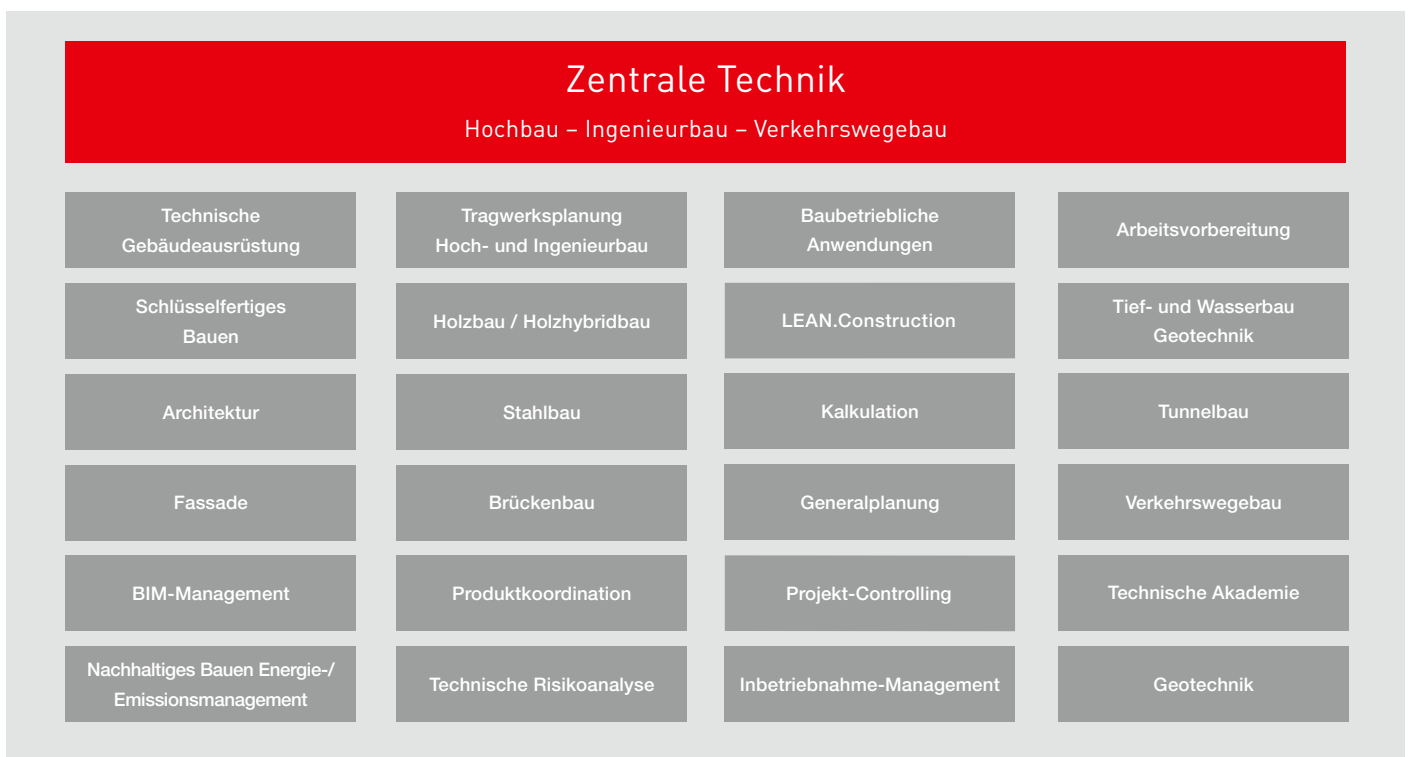 Zentrale Technik
Hochbau – Ingenieurbau – Verkehrswegebau
Technische
Gebäudeausrüstung
Tragwerksplanung
Hoch- und Ingenieurbau
Baubetriebliche
Anwendungen
Arbeitsvorbereitung
Schlüsselfertiges
Bauen
Holzbau / Holzhybridbau
LEAN.Construction
Tief- und Wasserbau
Geotechnik
Architektur
Stahlbau
Kalkulation
Tunnelbau
Fassade
Brückenbau
Generalplanung
Verkehrswegebau
BIM-Management
Produktkoordination
Projekt-Controlling
Technische Akademie
Nachhaltiges Bauen Energie-/
Emissionsmanagement
Technische Risikoanalyse
Inbetriebnahme-Management
Geotechnik